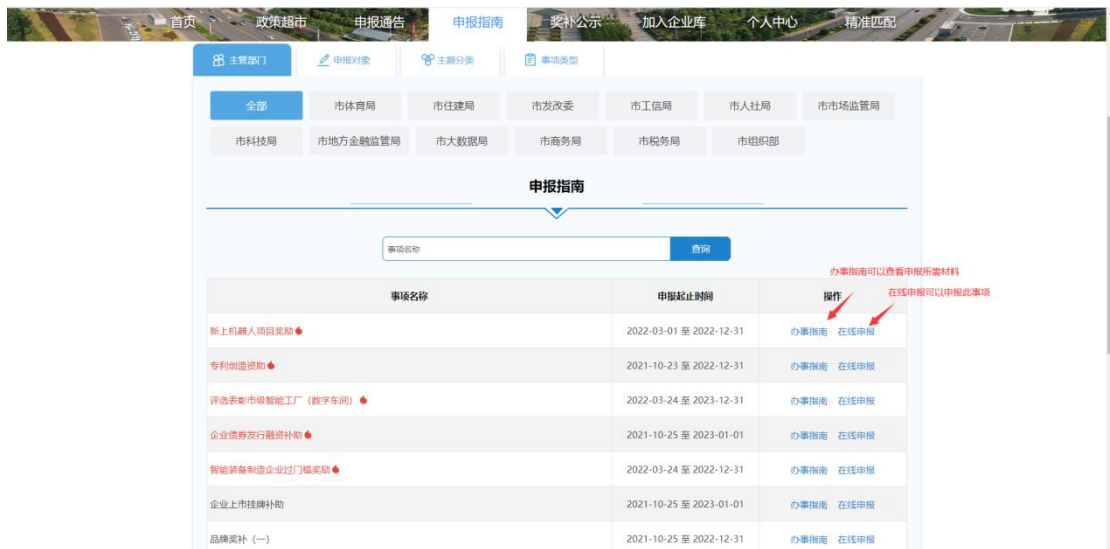 首页 政策超市 申报通告 申报指南 奖补公示 加入企业库 个人中心 精准匹配
主管部门 申报对象 主题分类 事项类型
全部 市体育局 市住建局 市发改委 市工信局 市人社局 市市场监管局
市科技局 市地方金融监管局 市大数据局 市商务局 市税务局 市组织部
申报指南
事项名称 查询
办事指南可以查看申报所需材料
在线申报可以申报此事项
事项名称 申报起止时间 操作
新上机器人项目奖励 2022-03-01 至 2022-12-31 办事指南 在线申报
专利创造资助 2021-10-23 至 2022-12-31 办事指南 在线申报
评选表彰市级智能工厂（数字车间） 2022-03-24 至 2023-12-31 办事指南 在线申报
企业债券发行融资补助 2021-10-25 至 2023-01-01 办事指南 在线申报
智能装备制造企业过门槛奖励 2022-03-24 至 2022-12-31 办事指南 在线申报
企业上市挂牌补助 2021-10-25 至 2023-01-01 办事指南 在线申报
品牌奖补（一） 2021-10-25 至 2022-12-31 办事指南 在线申报